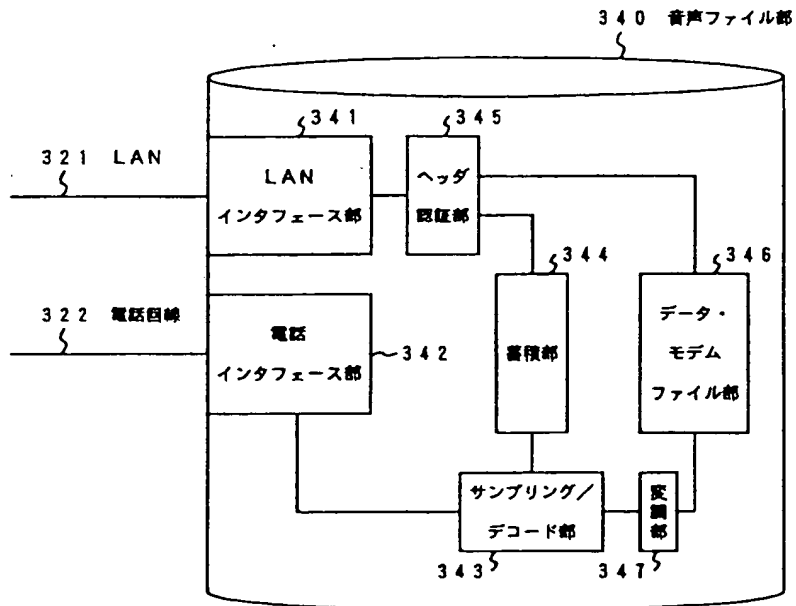 340 音声ファイル部
341
345
321 LAN
LAN
インタフェース部
ヘッダ
認証部
344
346
322 電話回線
電話
インタフェース部
342
蓄積部
データ・
モデム
ファイル部
サンプリング/
デコード部
変調部
343
347